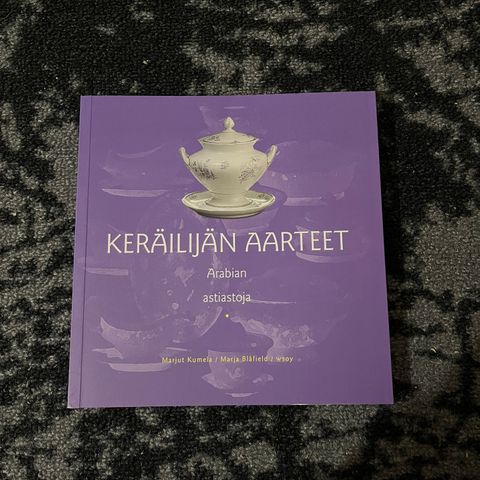 KERÄILIJÄN AARTEET
Arabian
astiastoja
Marjut Kumela / Marja Blåfield / wsoy